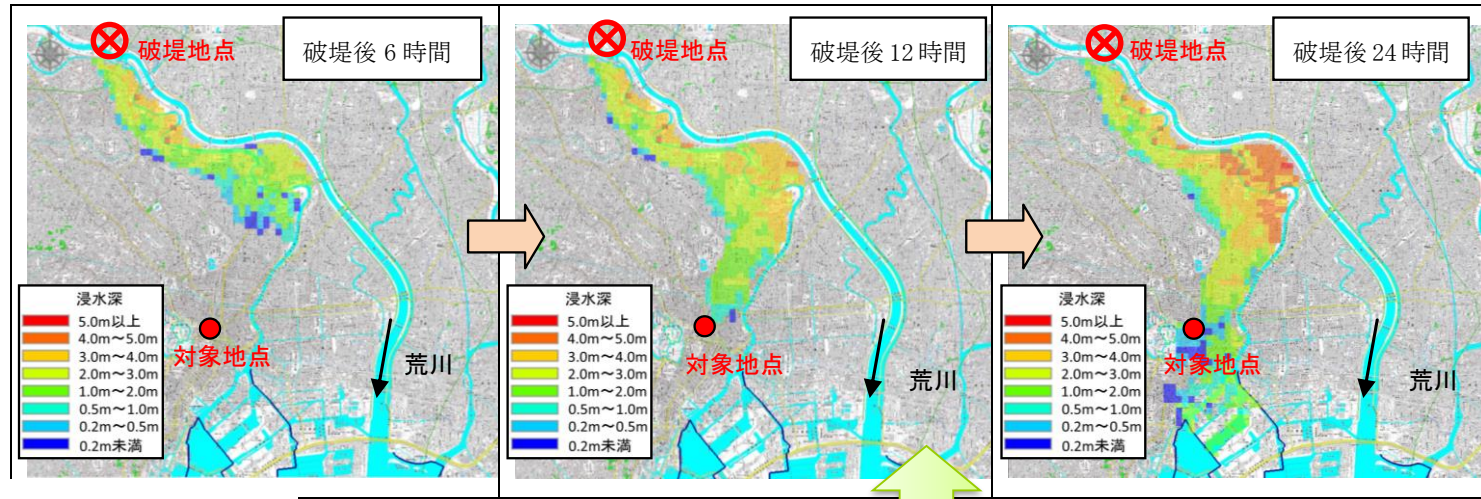 破堤地点
破堤後 6 時間
浸水深
5.0m以上
4.0m～5.0m
3.0m～4.0m
2.0m～3.0m
1.0m～2.0m
0.5m～1.0m
0.2m～0.5m
0.2m未満
対象地点
荒川
破堤地点
破堤後 12 時間
浸水深
5.0m以上
4.0m～5.0m
3.0m～4.0m
2.0m～3.0m
1.0m～2.0m
0.5m～1.0m
0.2m～0.5m
0.2m未満
対象地点
荒川
破堤地点
破堤後 24 時間
浸水深
5.0m以上
4.0m～5.0m
3.0m～4.0m
2.0m～3.0m
1.0m～2.0m
0.5m～1.0m
0.2m～0.5m
0.2m未満
対象地点
荒川